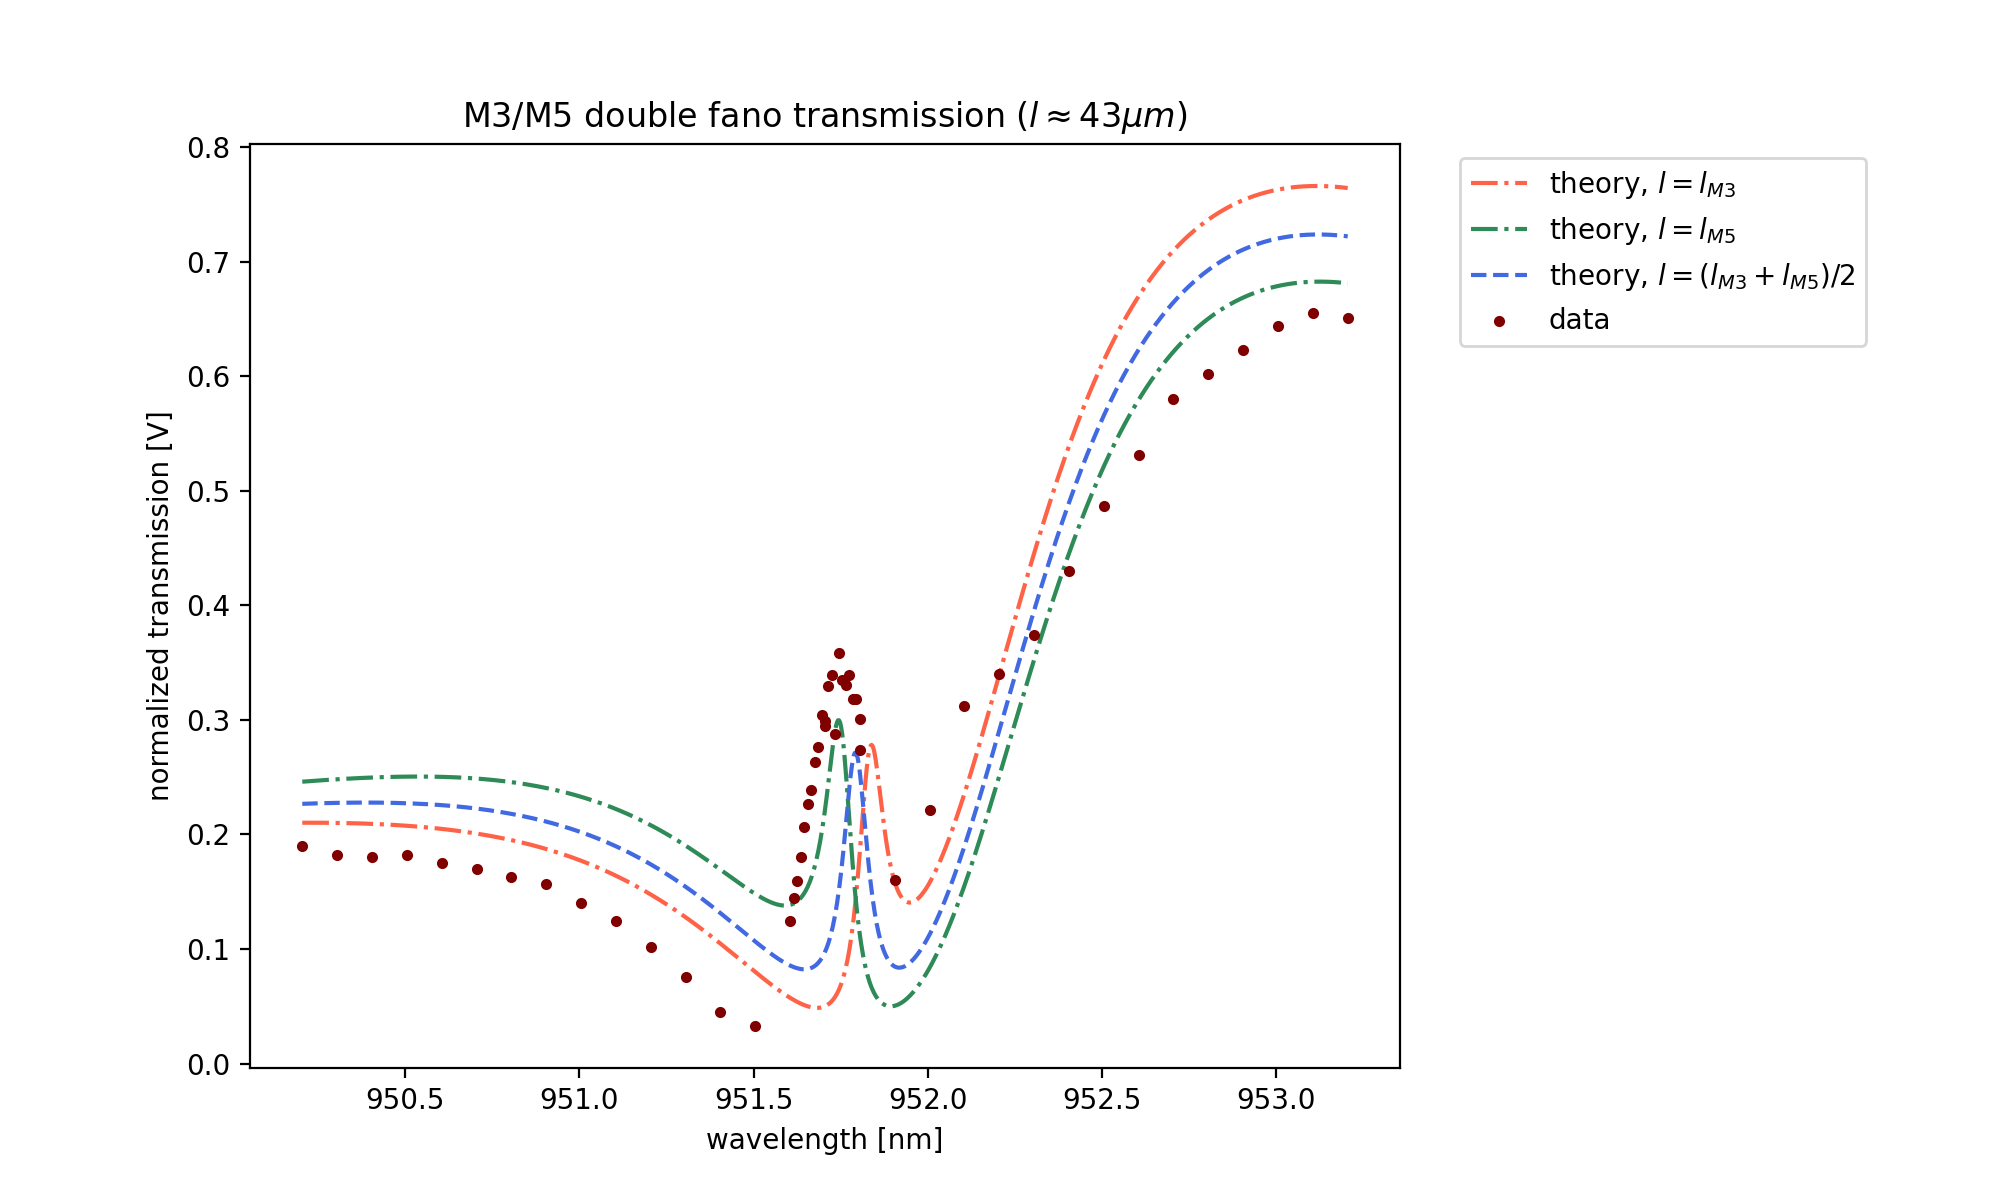 M3/M5 double fano transmission (l ≈ 43μm)
0.8
0.7
0.6
0.5
0.4
0.3
0.2
0.1
0.0
normalized transmission [V]
950.5 951.0 951.5 952.0 952.5 953.0
wavelength [nm]
theory, l = l_M3
theory, l = l_M5
theory, l = (l_M3 + l_M5)/2
data